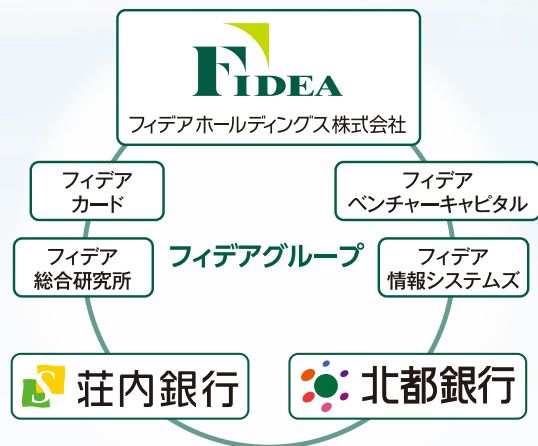 FIDEA
フィデアホールディングス株式会社
フィデア
カード
フィデア
ベンチャーキャピタル
フィデアグループ
フィデア
総合研究所
フィデア
情報システムズ
S 荘内銀行
北都銀行